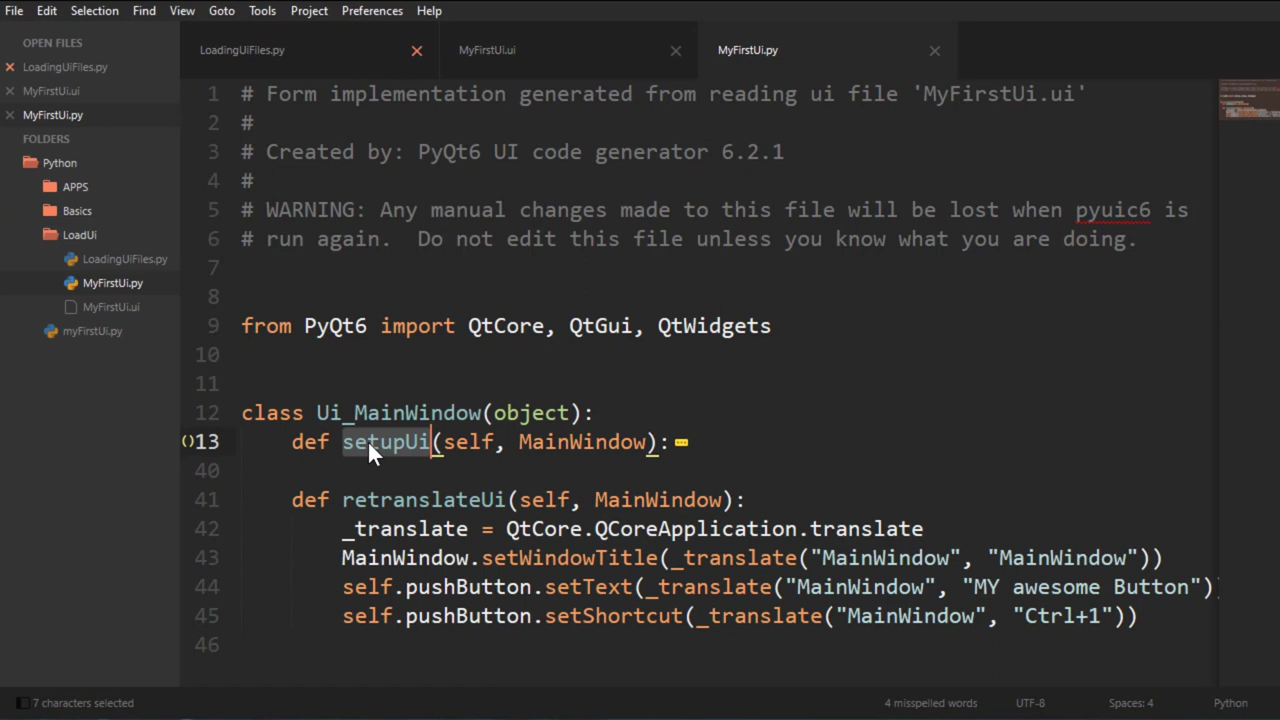 File Edit Selection Find View Goto Tools Project Preferences Help
OPEN FILES
LoadingUiFiles.py
MyFirstUi.ui
MyFirstUi.py
FOLDERS
Python
APPS
Basics
LoadUi
LoadingUiFiles.py
MyFirstUi.py
MyFirstUi.ui
myFirstUi.py
LoadingUiFiles.py MyFirstUi.ui MyFirstUi.py
1 # Form implementation generated from reading ui file 'MyFirstUi.ui'
2 #
3 # Created by: PyQt6 UI code generator 6.2.1
4 #
5 # WARNING: Any manual changes made to this file will be lost when pyuic6 is
6 # run again.  Do not edit this file unless you know what you are doing.
7
8
9 from PyQt6 import QtCore, QtGui, QtWidgets
10
11
12 class Ui_MainWindow(object):
13 def setupUi(self, MainWindow):
40
41 def retranslateUi(self, MainWindow):
42 _translate = QtCore.QCoreApplication.translate
43 MainWindow.setWindowTitle(_translate("MainWindow", "MainWindow"))
44 self.pushButton.setText(_translate("MainWindow", "MY awesome Button"))
45 self.pushButton.setShortcut(_translate("MainWindow", "Ctrl+1"))
46
7 characters selected 4 misspelled words UTF-8 Spaces: 4 Python